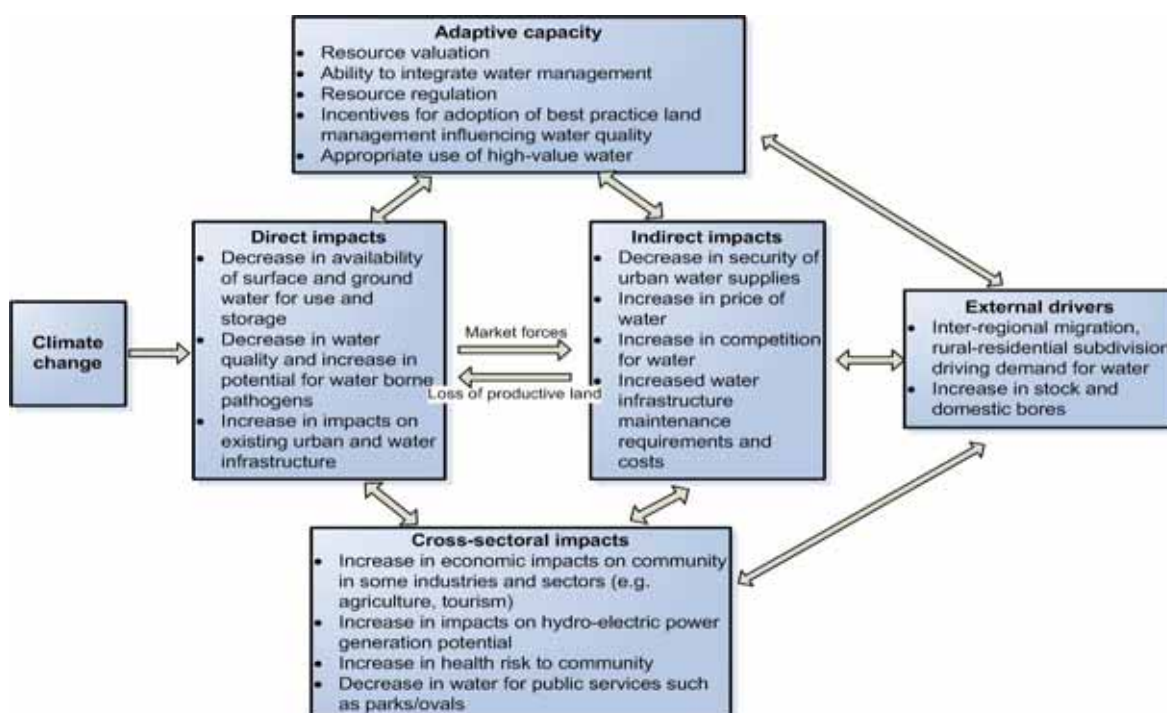 Adaptive capacity
• Resource valuation
• Ability to integrate water management
• Resource regulation
• Incentives for adoption of best practice land
management influencing water quality
• Appropriate use of high-value water
Climate
change
Direct impacts
• Decrease in availability
of surface and ground
water for use and
storage
• Decrease in water
quality and increase in
potential for water borne
pathogens
• Increase in impacts on
existing urban and water
infrastructure
Market forces
Loss of productive land
Indirect impacts
• Decrease in security of
urban water supplies
• Increase in price of
water
• Increase in competition
for water
• Increased water
infrastructure
maintenance
requirements and
costs
External drivers
• Inter-regional migration,
rural-residential subdivision
driving demand for water
• Increase in stock and
domestic bores
Cross-sectoral impacts
• Increase in economic impacts on community
in some industries and sectors (e.g.
agriculture, tourism)
• Increase in impacts on hydro-electric power
generation potential
• Increase in health risk to community
• Decrease in water for public services such
as parks/ovals